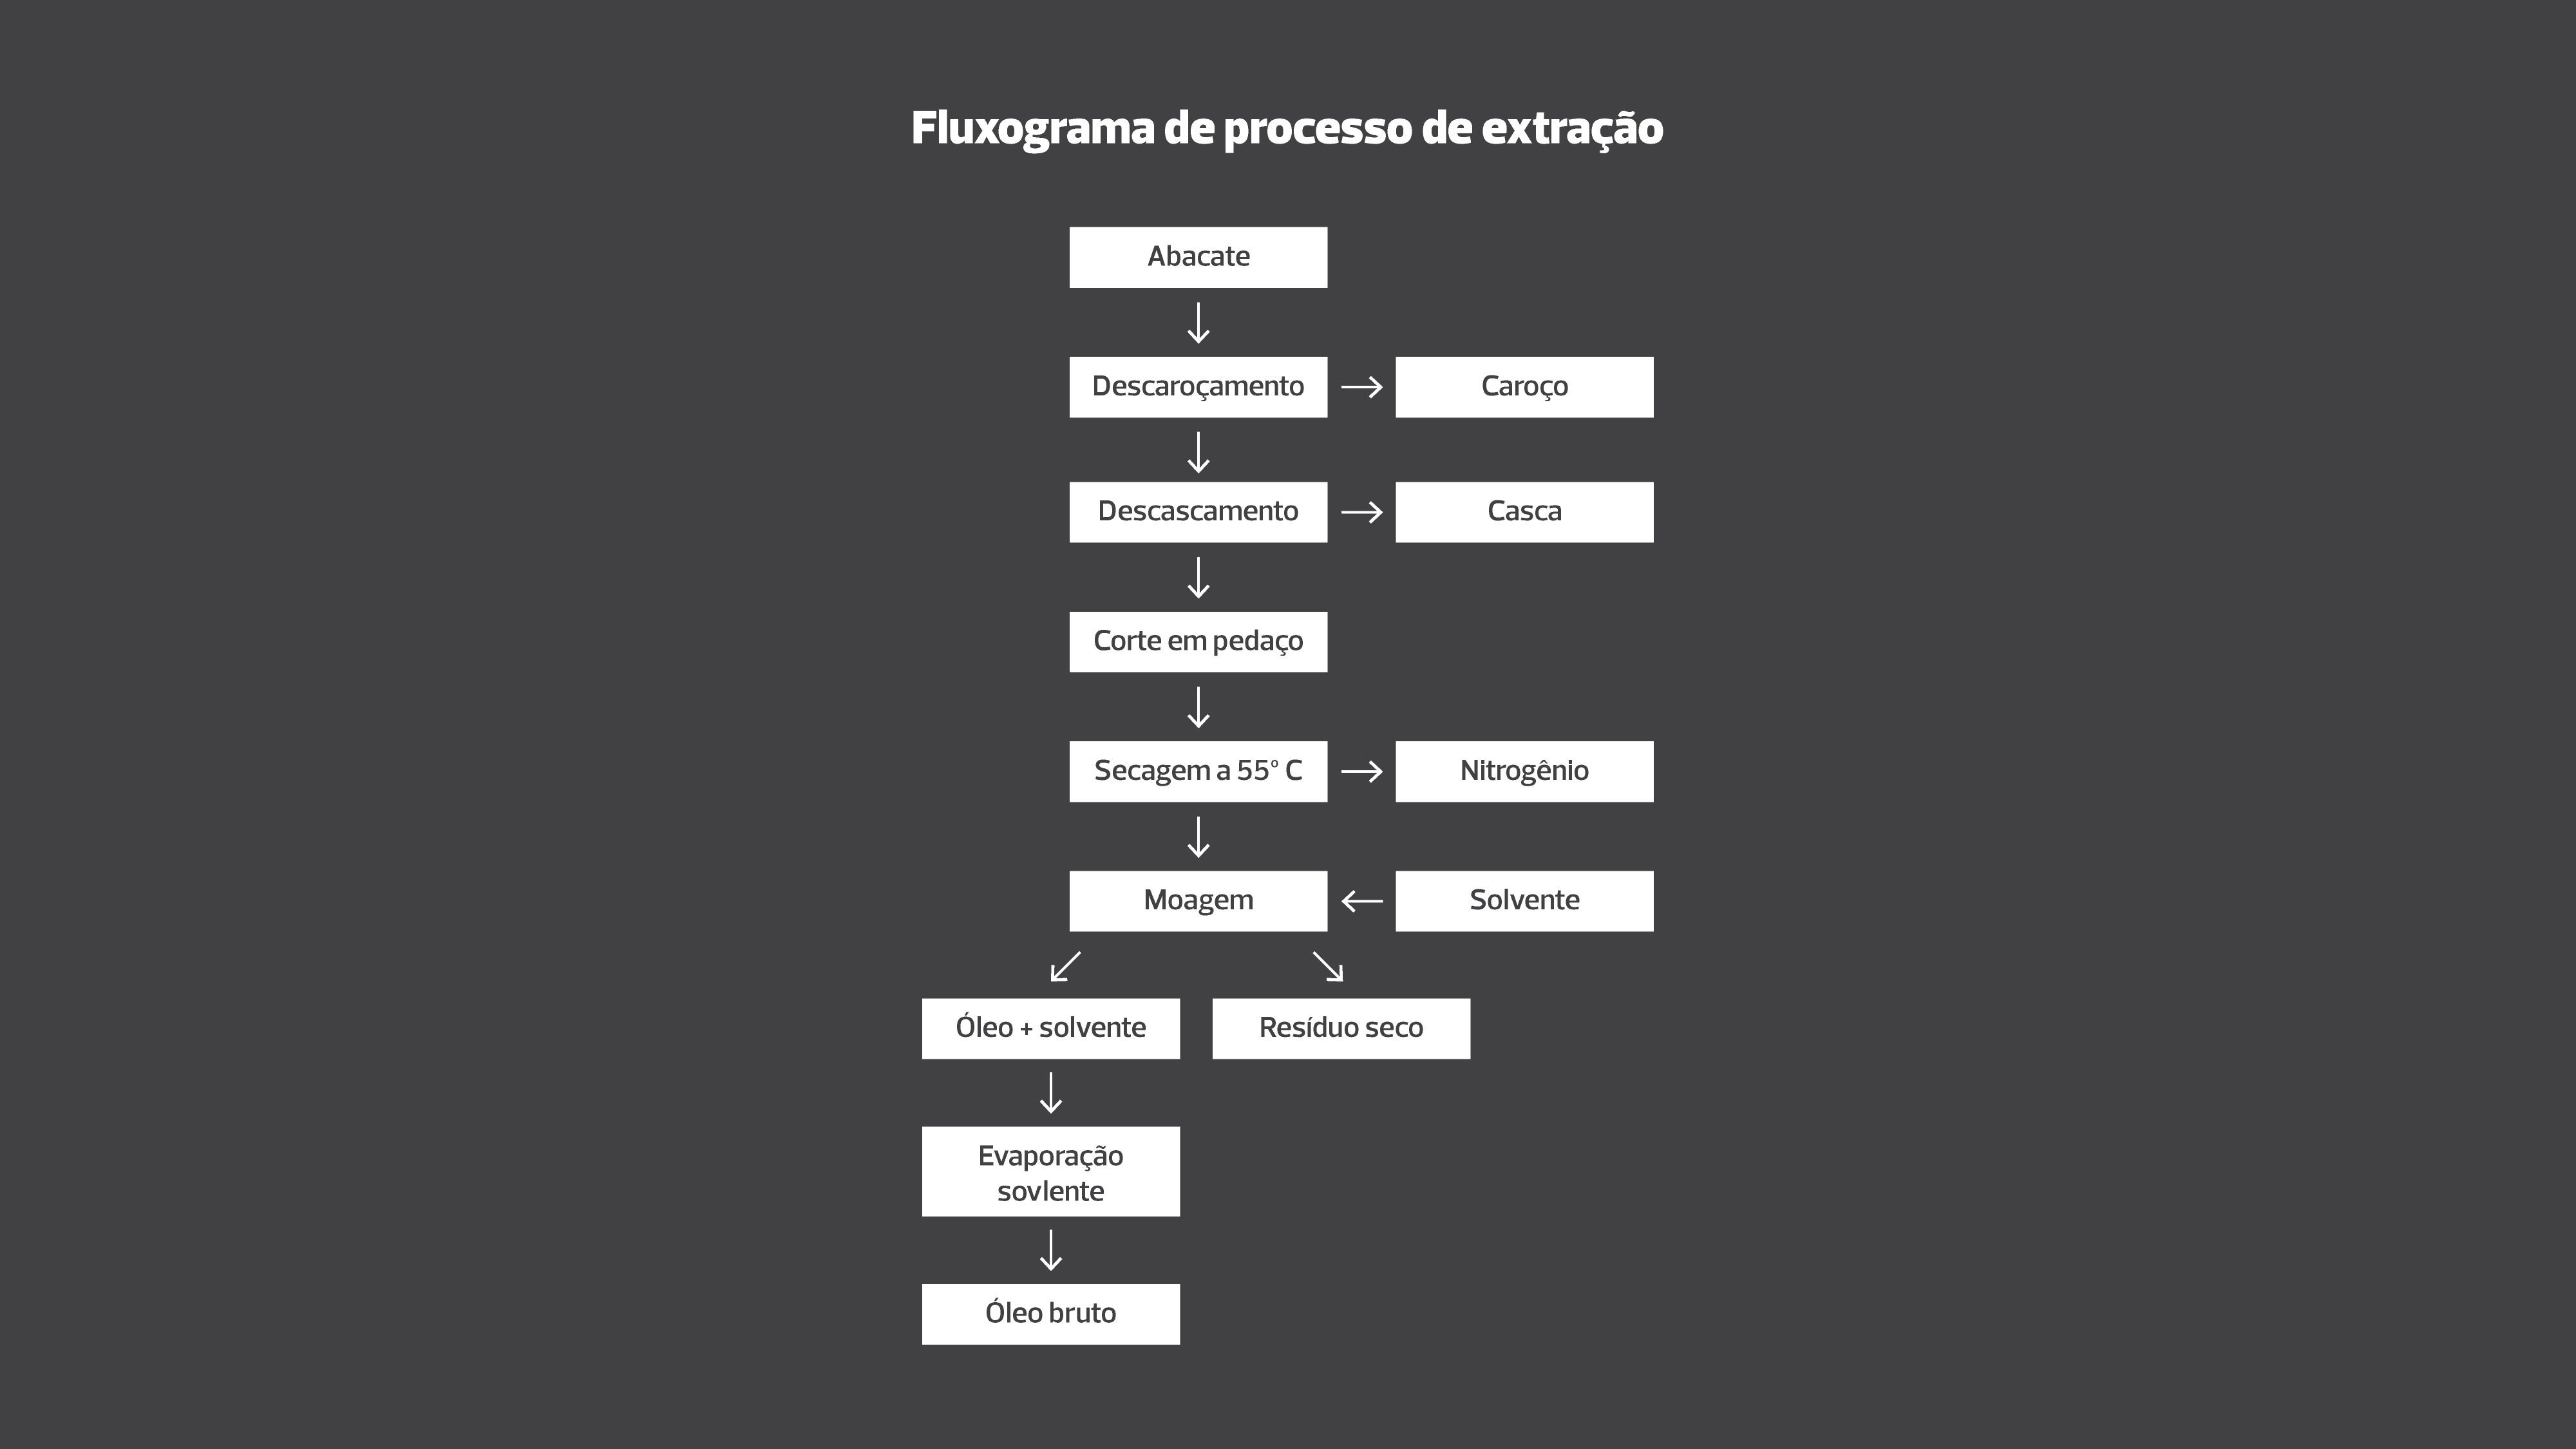 Fluxograma de processo de extração
Abacate
Descaroçamento
Caroço
Descascamento
Casca
Corte em pedaço
Secagem a 55° C
Nitrogênio
Moagem
Solvente
Óleo + solvente
Resíduo seco
Evaporação
sovlente
Óleo bruto